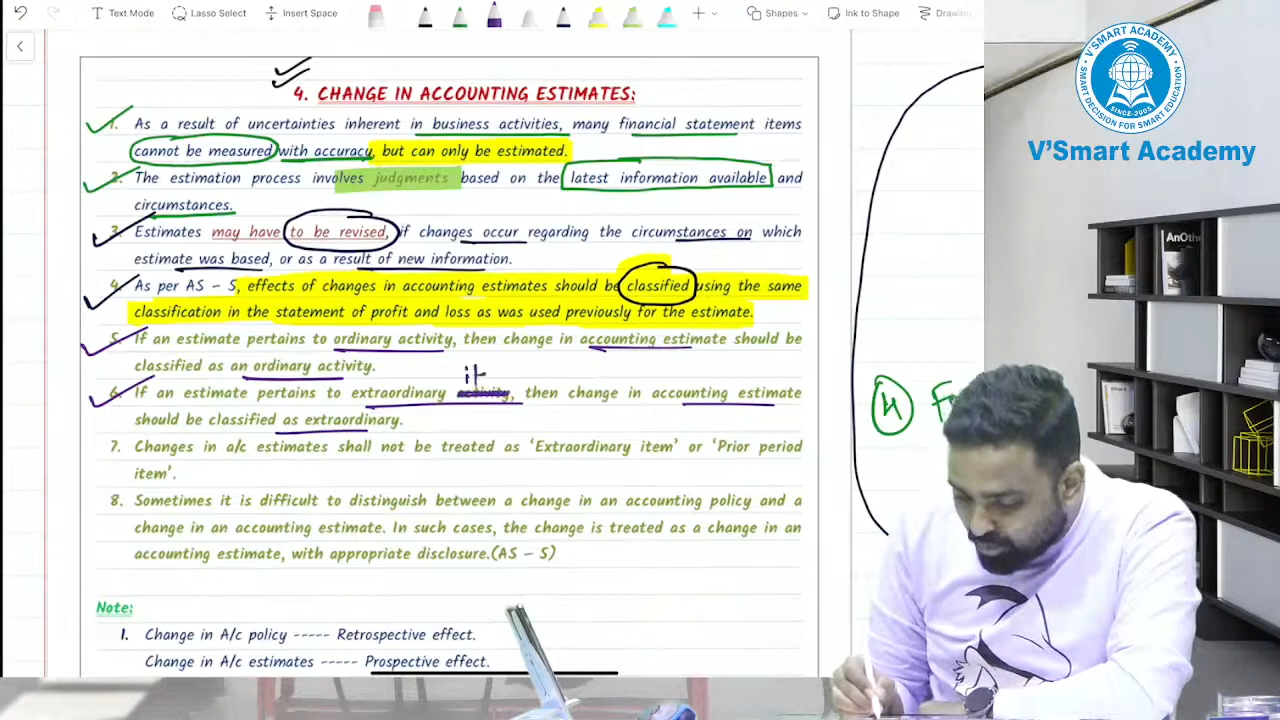 Text Mode Lasso Select Insert Space Shapes Ink to Shape Drawing
4. CHANGE IN ACCOUNTING ESTIMATES:
1. As a result of uncertainties inherent in business activities, many financial statement items
cannot be measured with accuracy, but can only be estimated.
2. The estimation process involves judgments based on the latest information available and
circumstances.
3. Estimates may have to be revised, if changes occur regarding the circumstances on which
estimate was based, or as a result of new information.
4. As per AS - 5, effects of changes in accounting estimates should be classified using the same
classification in the statement of profit and loss as was used previously for the estimate.
5. If an estimate pertains to ordinary activity, then change in accounting estimate should be
classified as an ordinary activity.
it
6. If an estimate pertains to extraordinary activity, then change in accounting estimate
should be classified as extraordinary.
7. Changes in a/c estimates shall not be treated as ‘Extraordinary item’ or ‘Prior period
item’.
8. Sometimes it is difficult to distinguish between a change in an accounting policy and a
change in an accounting estimate. In such cases, the change is treated as a change in an
accounting estimate, with appropriate disclosure.(AS - 5)
Note:
1. Change in A/c policy ----- Retrospective effect.
Change in A/c estimates ----- Prospective effect.
4
V'SMART ACADEMY
SMART DECISION FOR SMART EDUCATION
SINCE-2005
V'Smart Academy